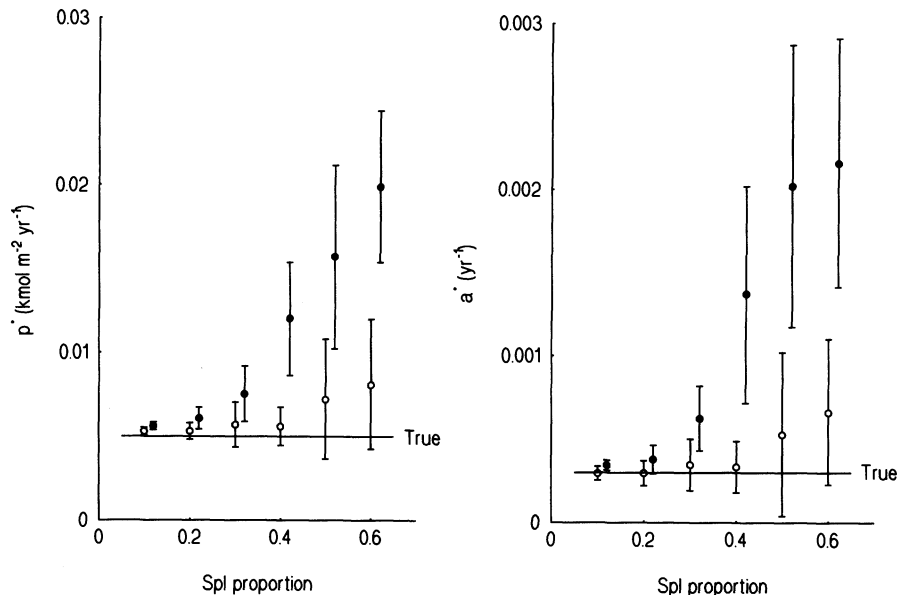 0.03
0.02
0.01
0
p* (kmol m⁻² yr⁻¹)
True
0 0.2 0.4 0.6
Spl proportion
0.003
0.002
0.001
0
a* (yr⁻¹)
True
0 0.2 0.4 0.6
Spl proportion